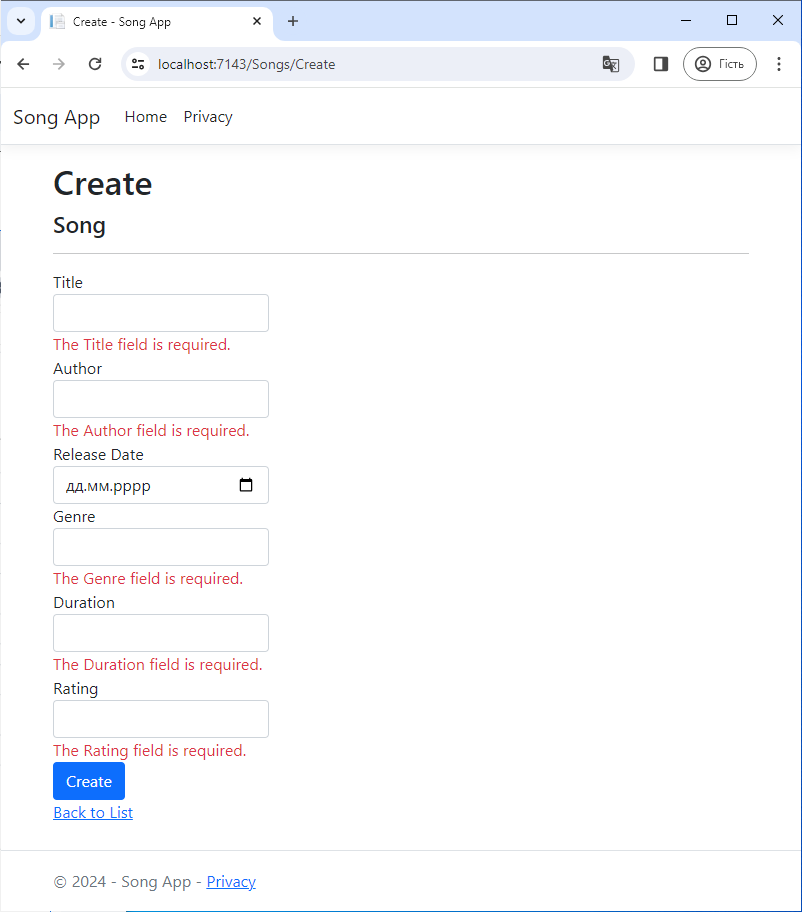 Create - Song App
localhost:7143/Songs/Create
Гість
Song App Home Privacy
Create
Song
Title
The Title field is required.
Author
The Author field is required.
Release Date
дд.мм.рррр
Genre
The Genre field is required.
Duration
The Duration field is required.
Rating
The Rating field is required.
Create
Back to List
© 2024 - Song App - Privacy